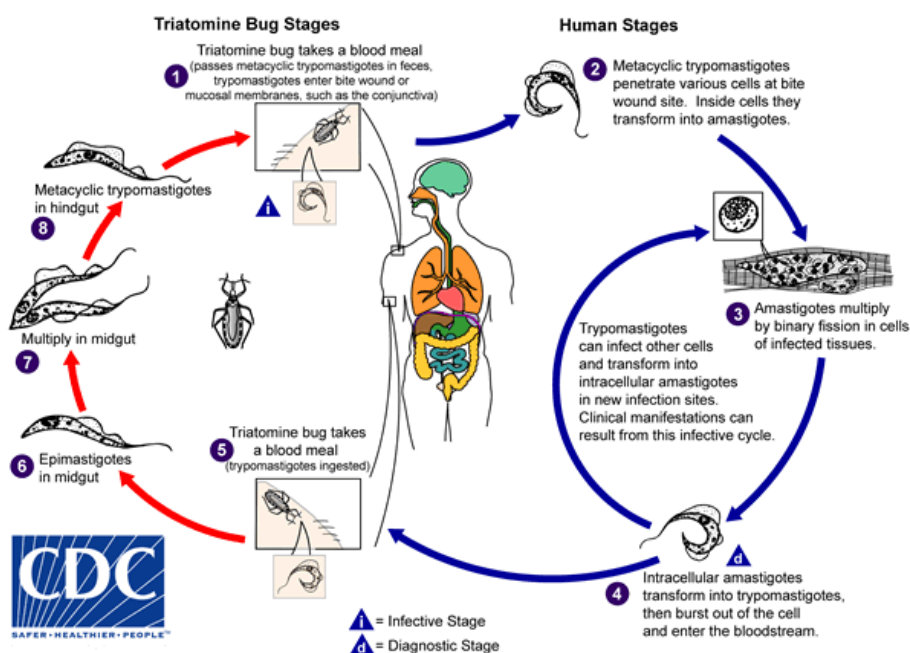 Triatomine Bug Stages
Human Stages
1
Triatomine bug takes a blood meal
(passes metacyclic trypomastigotes in feces,
trypomastigotes enter bite wound or
mucosal membranes, such as the conjunctiva)
i
2
Metacyclic trypomastigotes
penetrate various cells at bite
wound site. Inside cells they
transform into amastigotes.
3
Amastigotes multiply
by binary fission in cells
of infected tissues.
Trypomastigotes
can infect other cells
and transform into
intracellular amastigotes
in new infection sites.
Clinical manifestations can
result from this infective cycle.
d
4
Intracellular amastigotes
transform into trypomastigotes,
then burst out of the cell
and enter the bloodstream.
5
Triatomine bug takes
a blood meal
(trypomastigotes ingested)
6
Epimastigotes
in midgut
Multiply in midgut
7
Metacyclic trypomastigotes
in hindgut
8
CDC
SAFER·HEALTHIER·PEOPLE™
i = Infective Stage
d = Diagnostic Stage